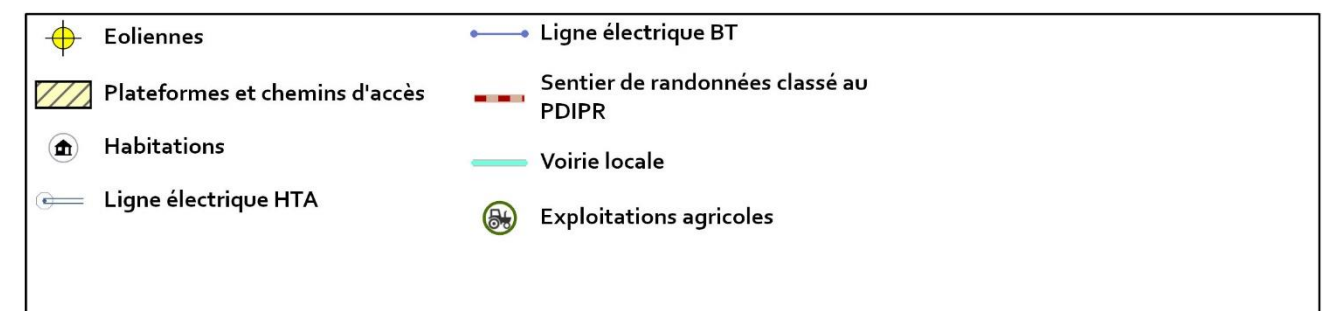 Eoliennes
Plateformes et chemins d'accès
Habitations
Ligne électrique HTA
Ligne électrique BT
Sentier de randonnées classé au
PDIPR
Voirie locale
Exploitations agricoles